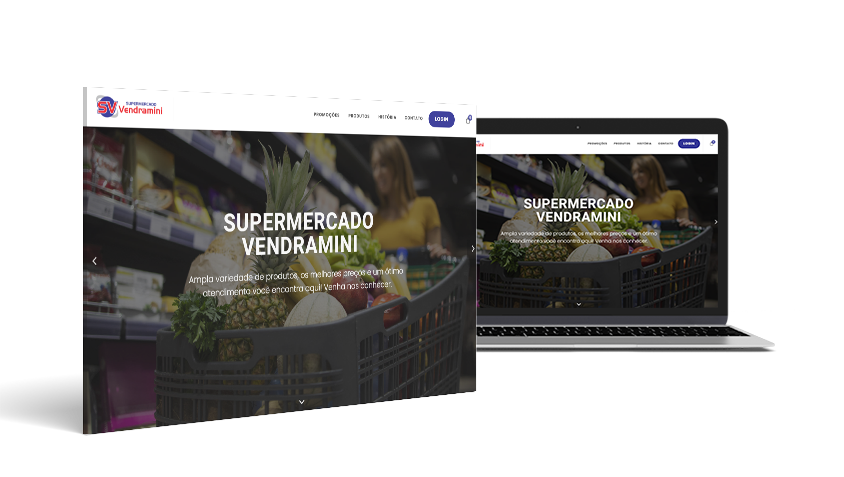 SV SUPERMERCADO
Vendramini
PROMOÇÕES PRODUTOS HISTÓRIA CONTATO LOGIN
SUPERMERCADO
VENDRAMINI
Ampla variedade de produtos, os melhores preços e um ótimo
atendimento você encontra aqui! Venha nos conhecer.
PROMOÇÕES PRODUTOS HISTÓRIA CONTATO LOGIN
SUPERMERCADO
VENDRAMINI
Ampla variedade de produtos, os melhores preços e um ótimo
atendimento você encontra aqui! Venha nos conhecer.